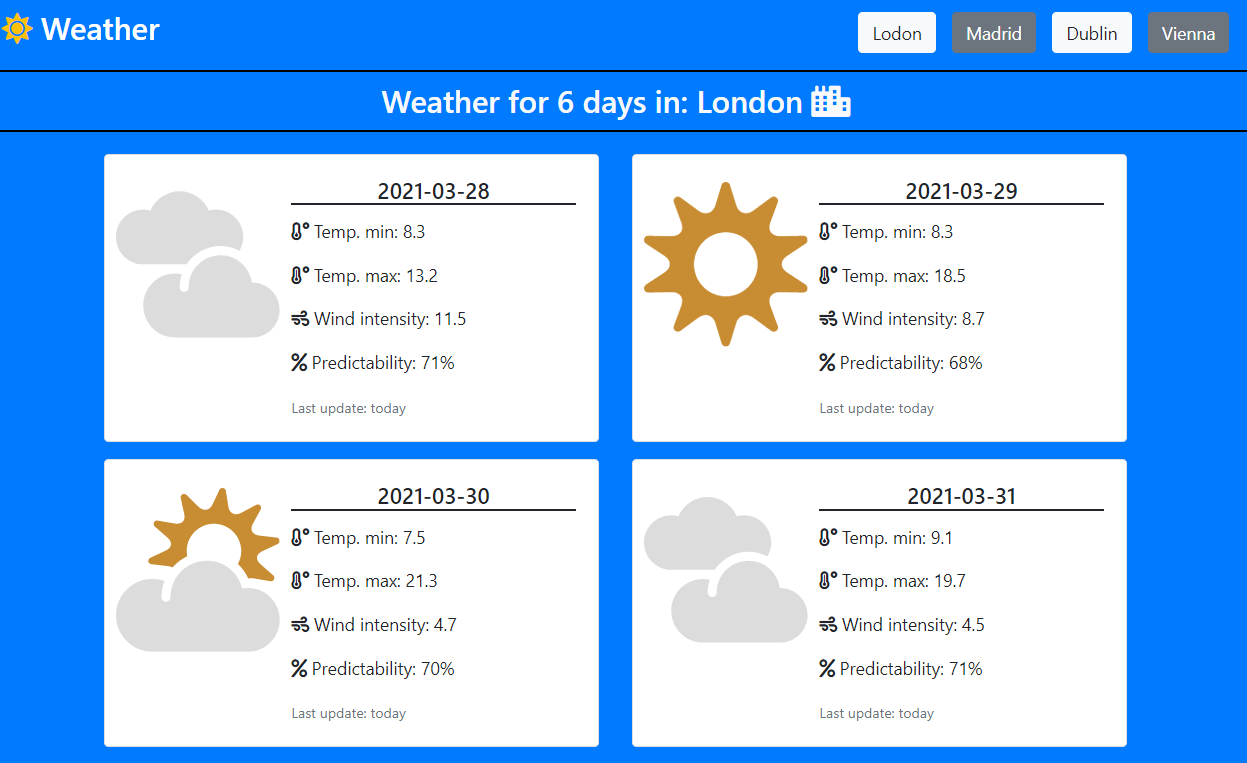 Weather
Lodon
Madrid
Dublin
Vienna
Weather for 6 days in: London
2021-03-28
Temp. min: 8.3
Temp. max: 13.2
Wind intensity: 11.5
Predictability: 71%
Last update: today
2021-03-29
Temp. min: 8.3
Temp. max: 18.5
Wind intensity: 8.7
Predictability: 68%
Last update: today
2021-03-30
Temp. min: 7.5
Temp. max: 21.3
Wind intensity: 4.7
Predictability: 70%
Last update: today
2021-03-31
Temp. min: 9.1
Temp. max: 19.7
Wind intensity: 4.5
Predictability: 71%
Last update: today